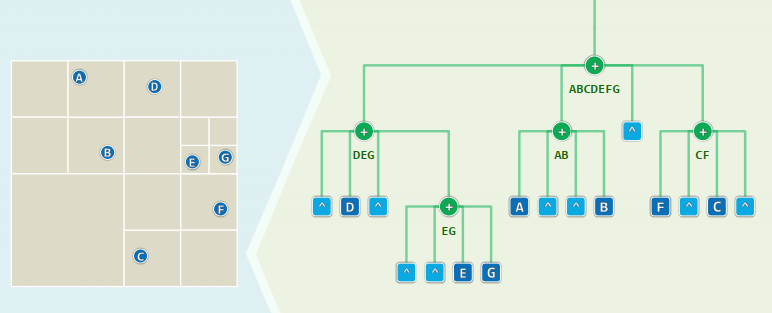 A
D
B
E
G
F
C
+
ABCDEFG
+
+
^
+
DEG
AB
CF
^
D
^
+
A
^
^
B
F
^
C
^
EG
^
^
E
G